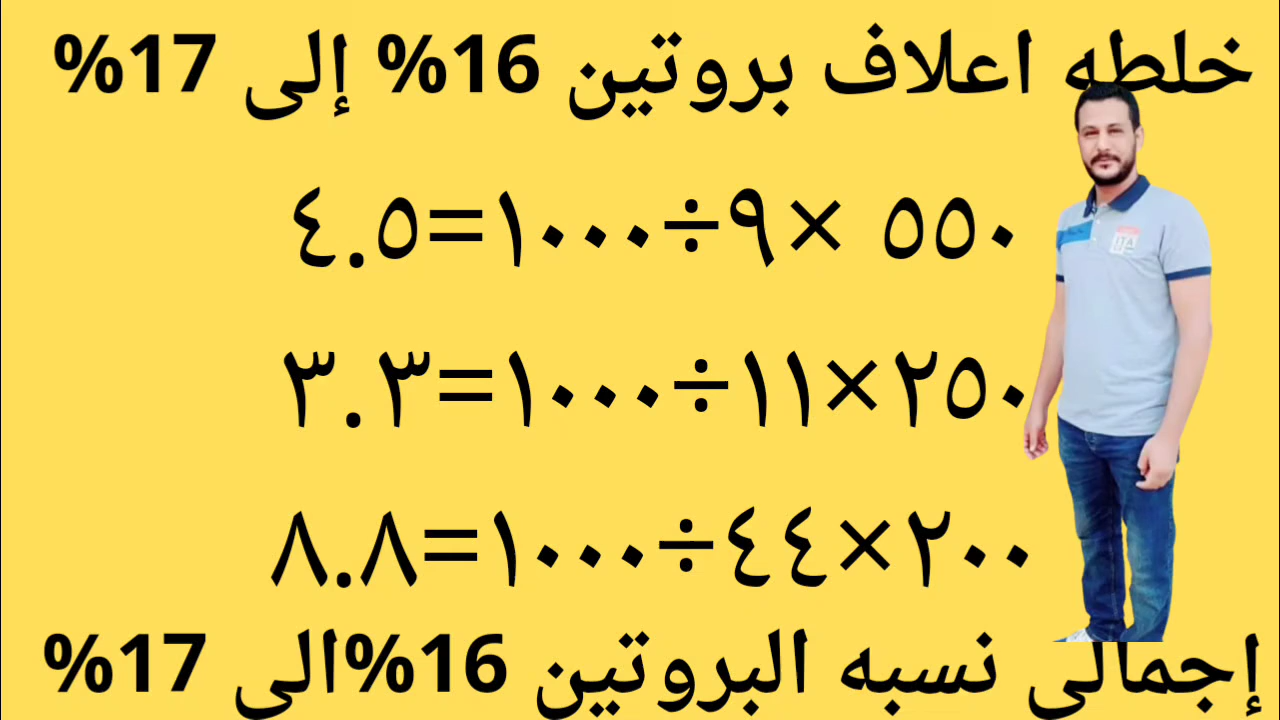 خلطه اعلاف بروتين 16% إلى 17%
٥٥٠ ×٩÷١٠٠٠=٤.٥
٢٥٠×١١÷١٠٠٠=٣.٣
٢٠٠×٤٤÷١٠٠٠=٨.٨
إجمالى نسبه البروتين 16%الى 17%